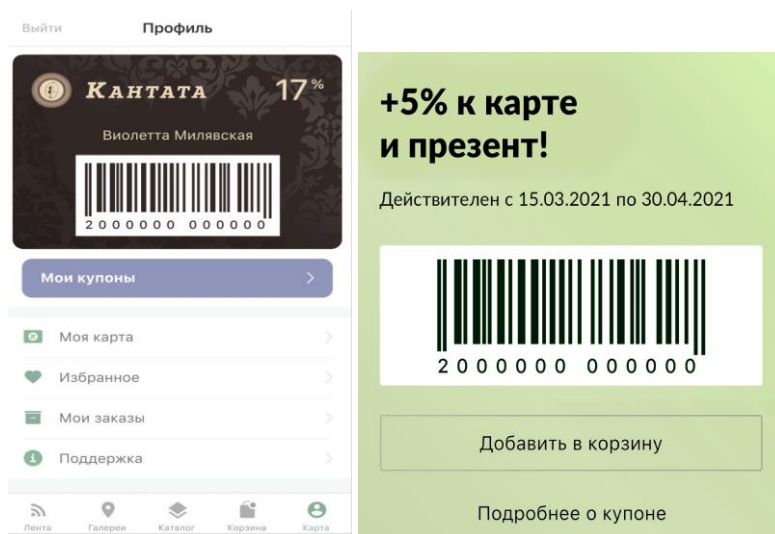 Выйти
Профиль
КАНТАТА
17%
Виолетта Милявская
2000000 000000
Мои купоны
Моя карта
Избранное
Мои заказы
Поддержка
Лента
Галереи
Каталог
Корзина
Карта
+5% к карте
и презент!
Действителен с 15.03.2021 по 30.04.2021
2000000 000000
Добавить в корзину
Подробнее о купоне